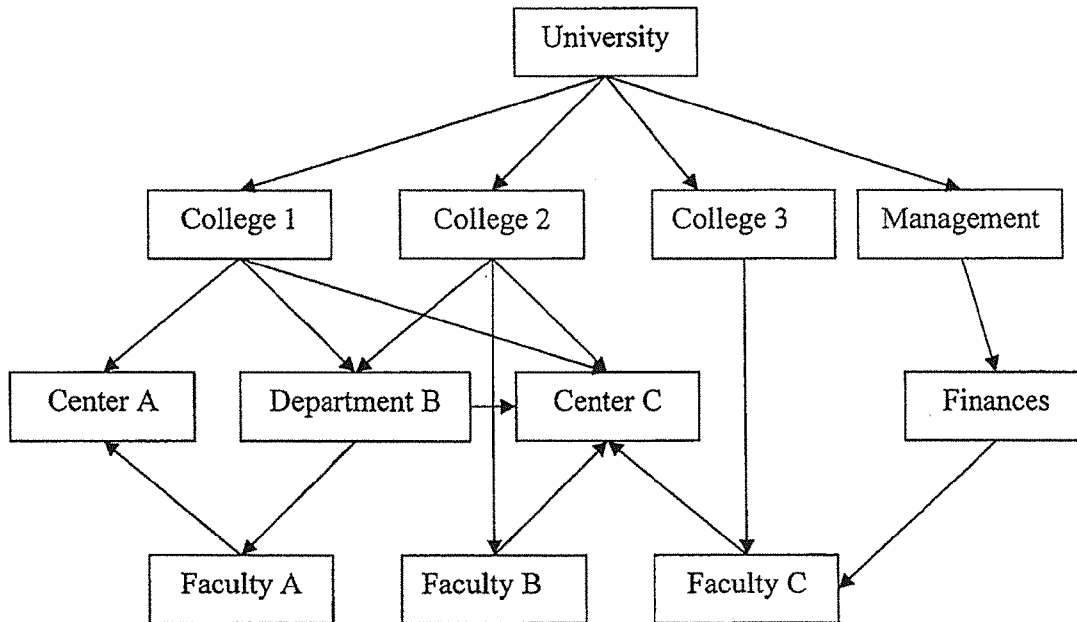 University
College 1
College 2
College 3
Management
Center A
Department B
Center C
Finances
Faculty A
Faculty B
Faculty C